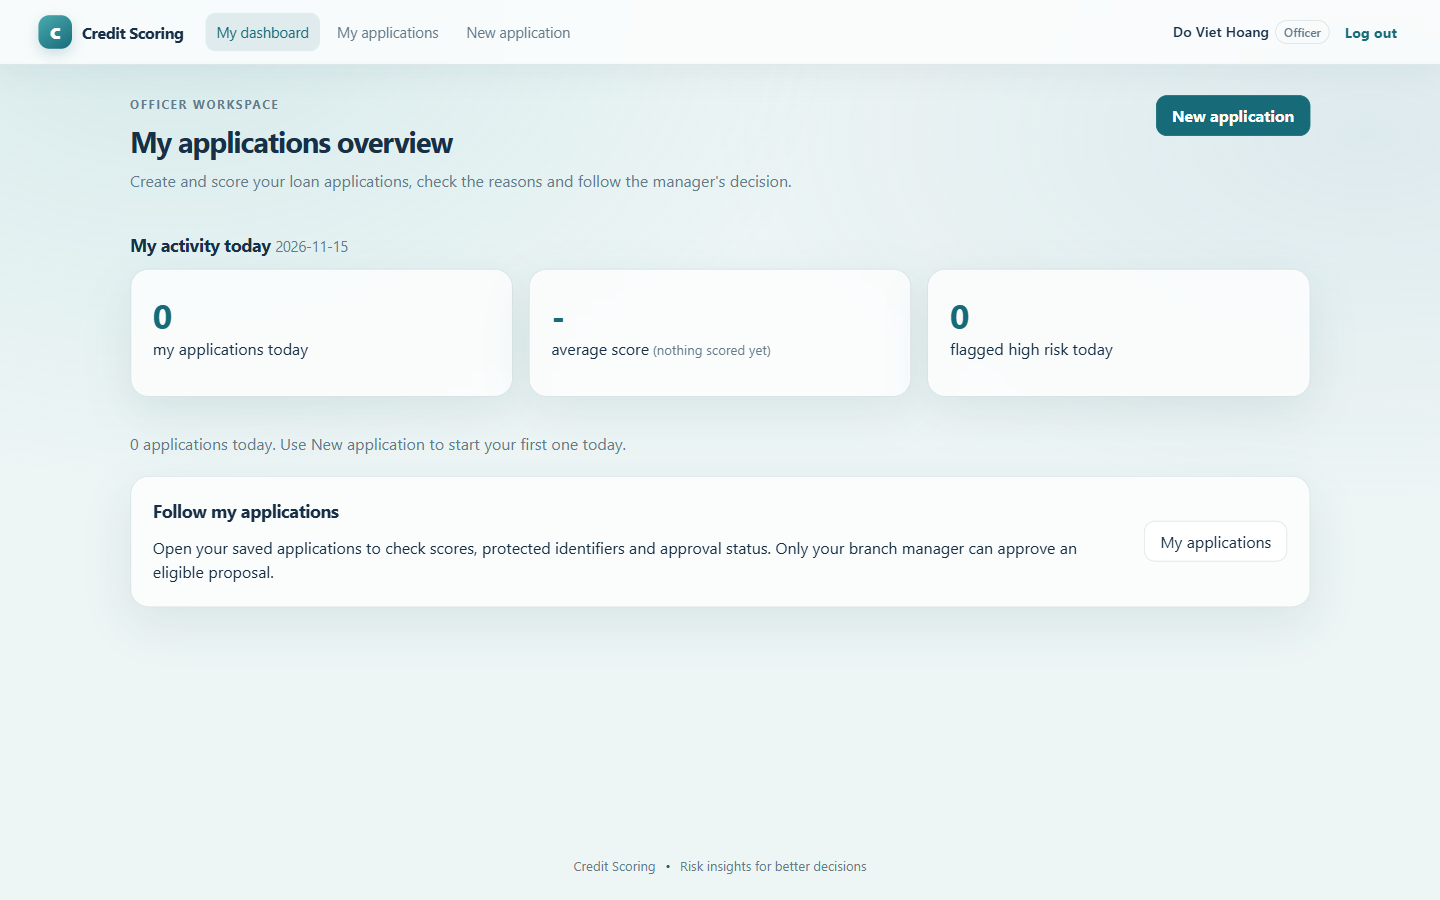 C Credit Scoring My dashboard My applications New application Do Viet Hoang Officer Log out
OFFICER WORKSPACE
New application
My applications overview
Create and score your loan applications, check the reasons and follow the manager's decision.
My activity today 2026-11-15
0
my applications today
-
average score (nothing scored yet)
0
flagged high risk today
0 applications today. Use New application to start your first one today.
Follow my applications
Open your saved applications to check scores, protected identifiers and approval status. Only your branch manager can approve an
eligible proposal.
My applications
Credit Scoring • Risk insights for better decisions